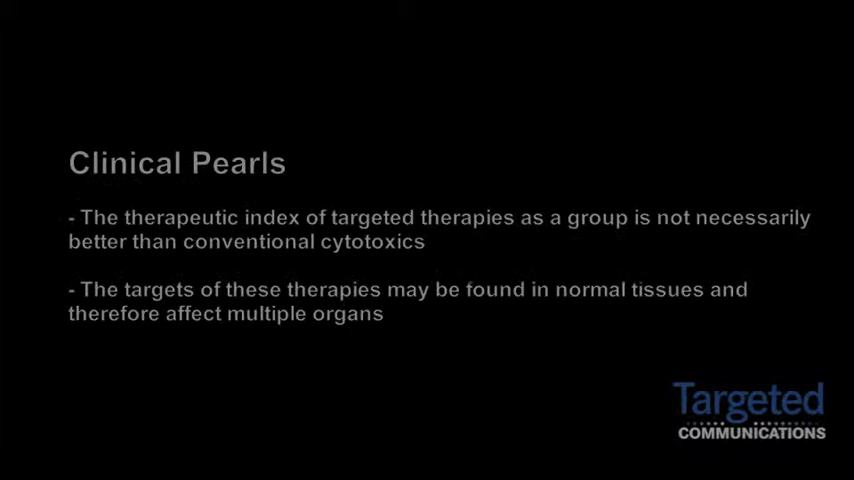 Clinical Pearls
- The therapeutic index of targeted therapies as a group is not necessarily
better than conventional cytotoxics
- The targets of these therapies may be found in normal tissues and
therefore affect multiple organs
Targeted
COMMUNICATIONS